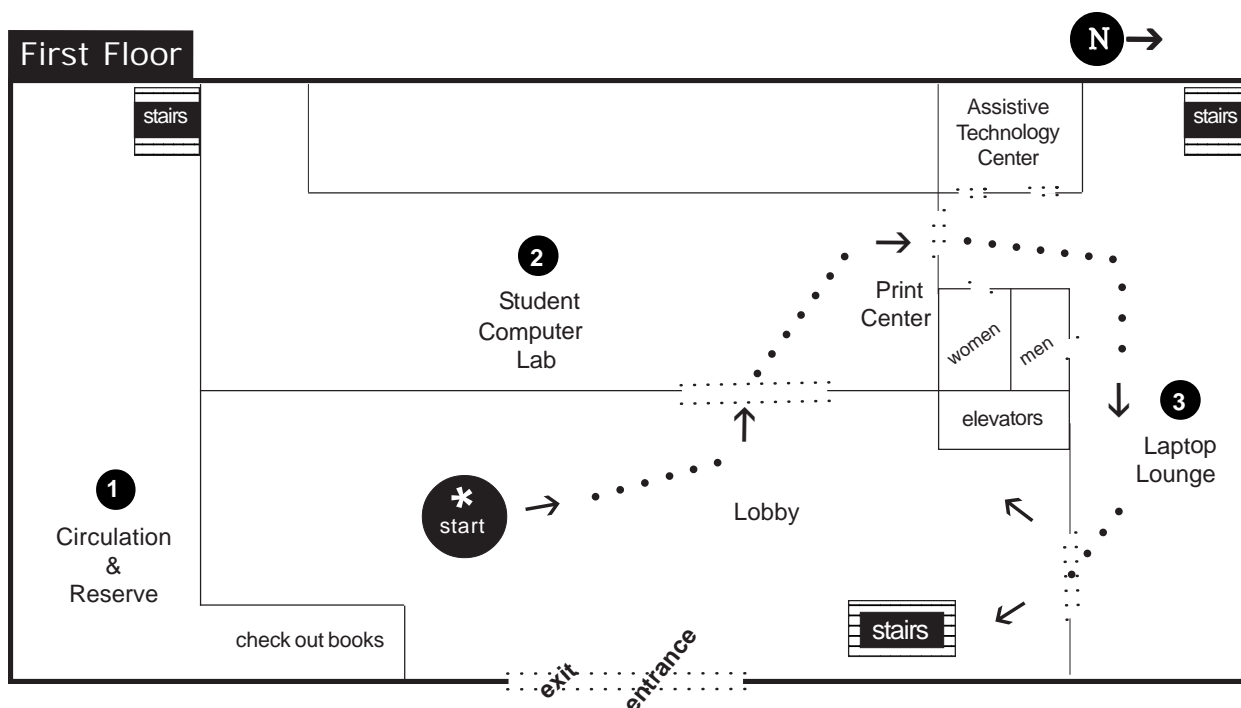 N
First Floor
stairs
Assistive
Technology
Center
stairs
2
Student
Computer
Lab
Print
Center
women
men
elevators
3
Laptop
Lounge
1
Circulation
&
Reserve
*
start
Lobby
check out books
stairs
exit
entrance